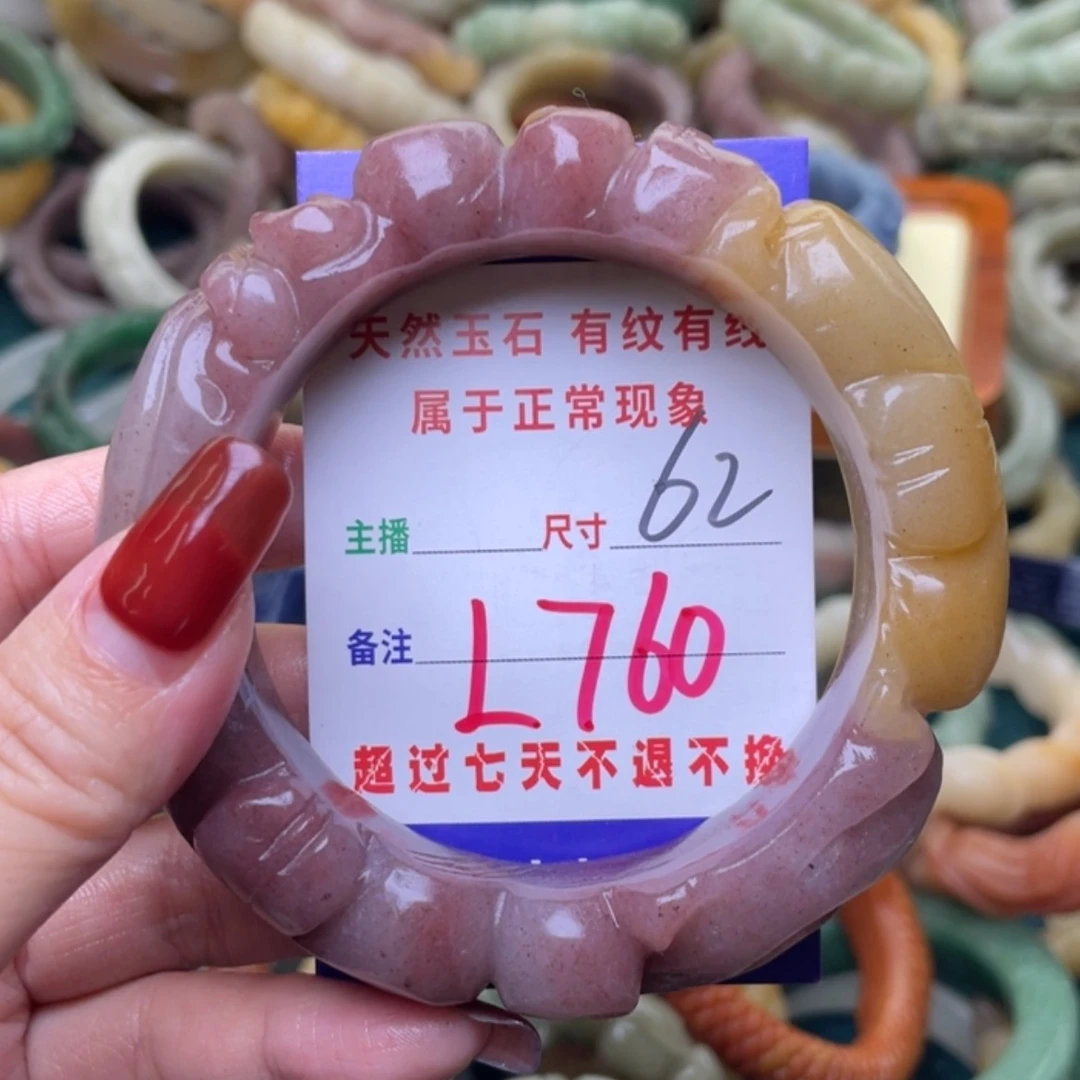 天然玉石 有纹有线
属于正常现象
主播 尺寸 62
备注 L760
超过七天不退不换